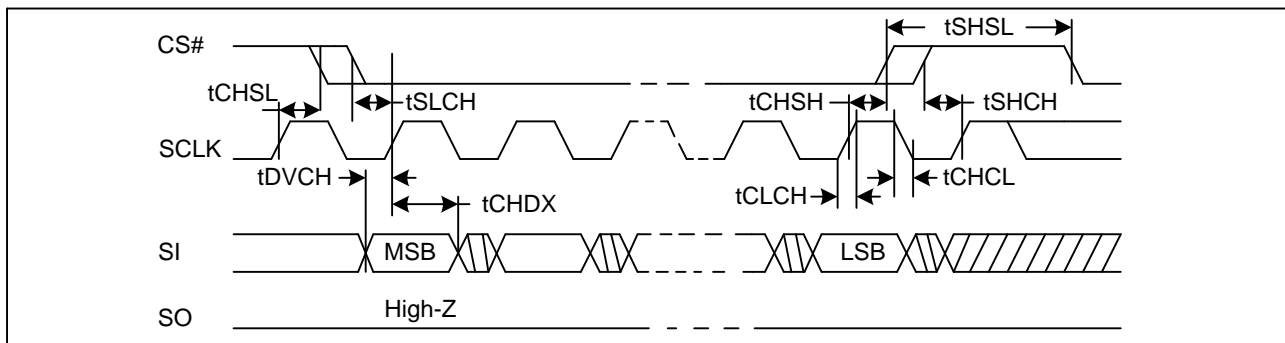 tSHSL
CS#
tCHSL
tSLCH
tCHSH
tSHCH
SCLK
tDVCH
tCHCL
tCLCH
tCHDX
SI
MSB
LSB
High-Z
SO